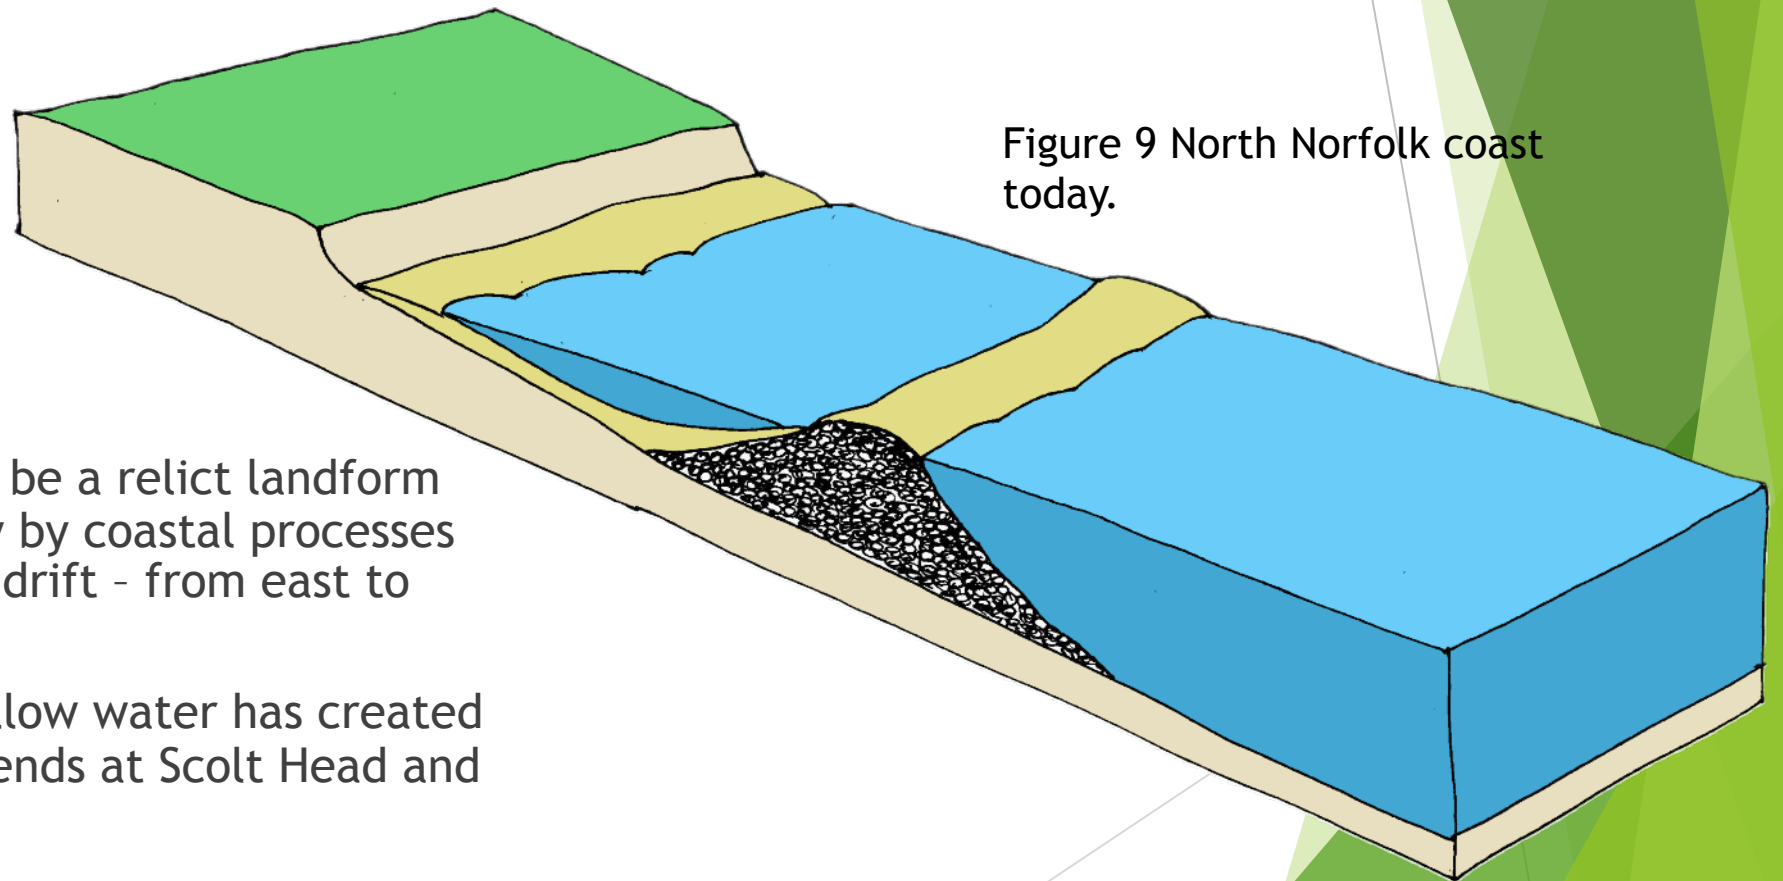 Figure 9 North Norfolk coast
today.
be a relict landform
by coastal processes
drift – from east to
water has created
ends at Scolt Head and